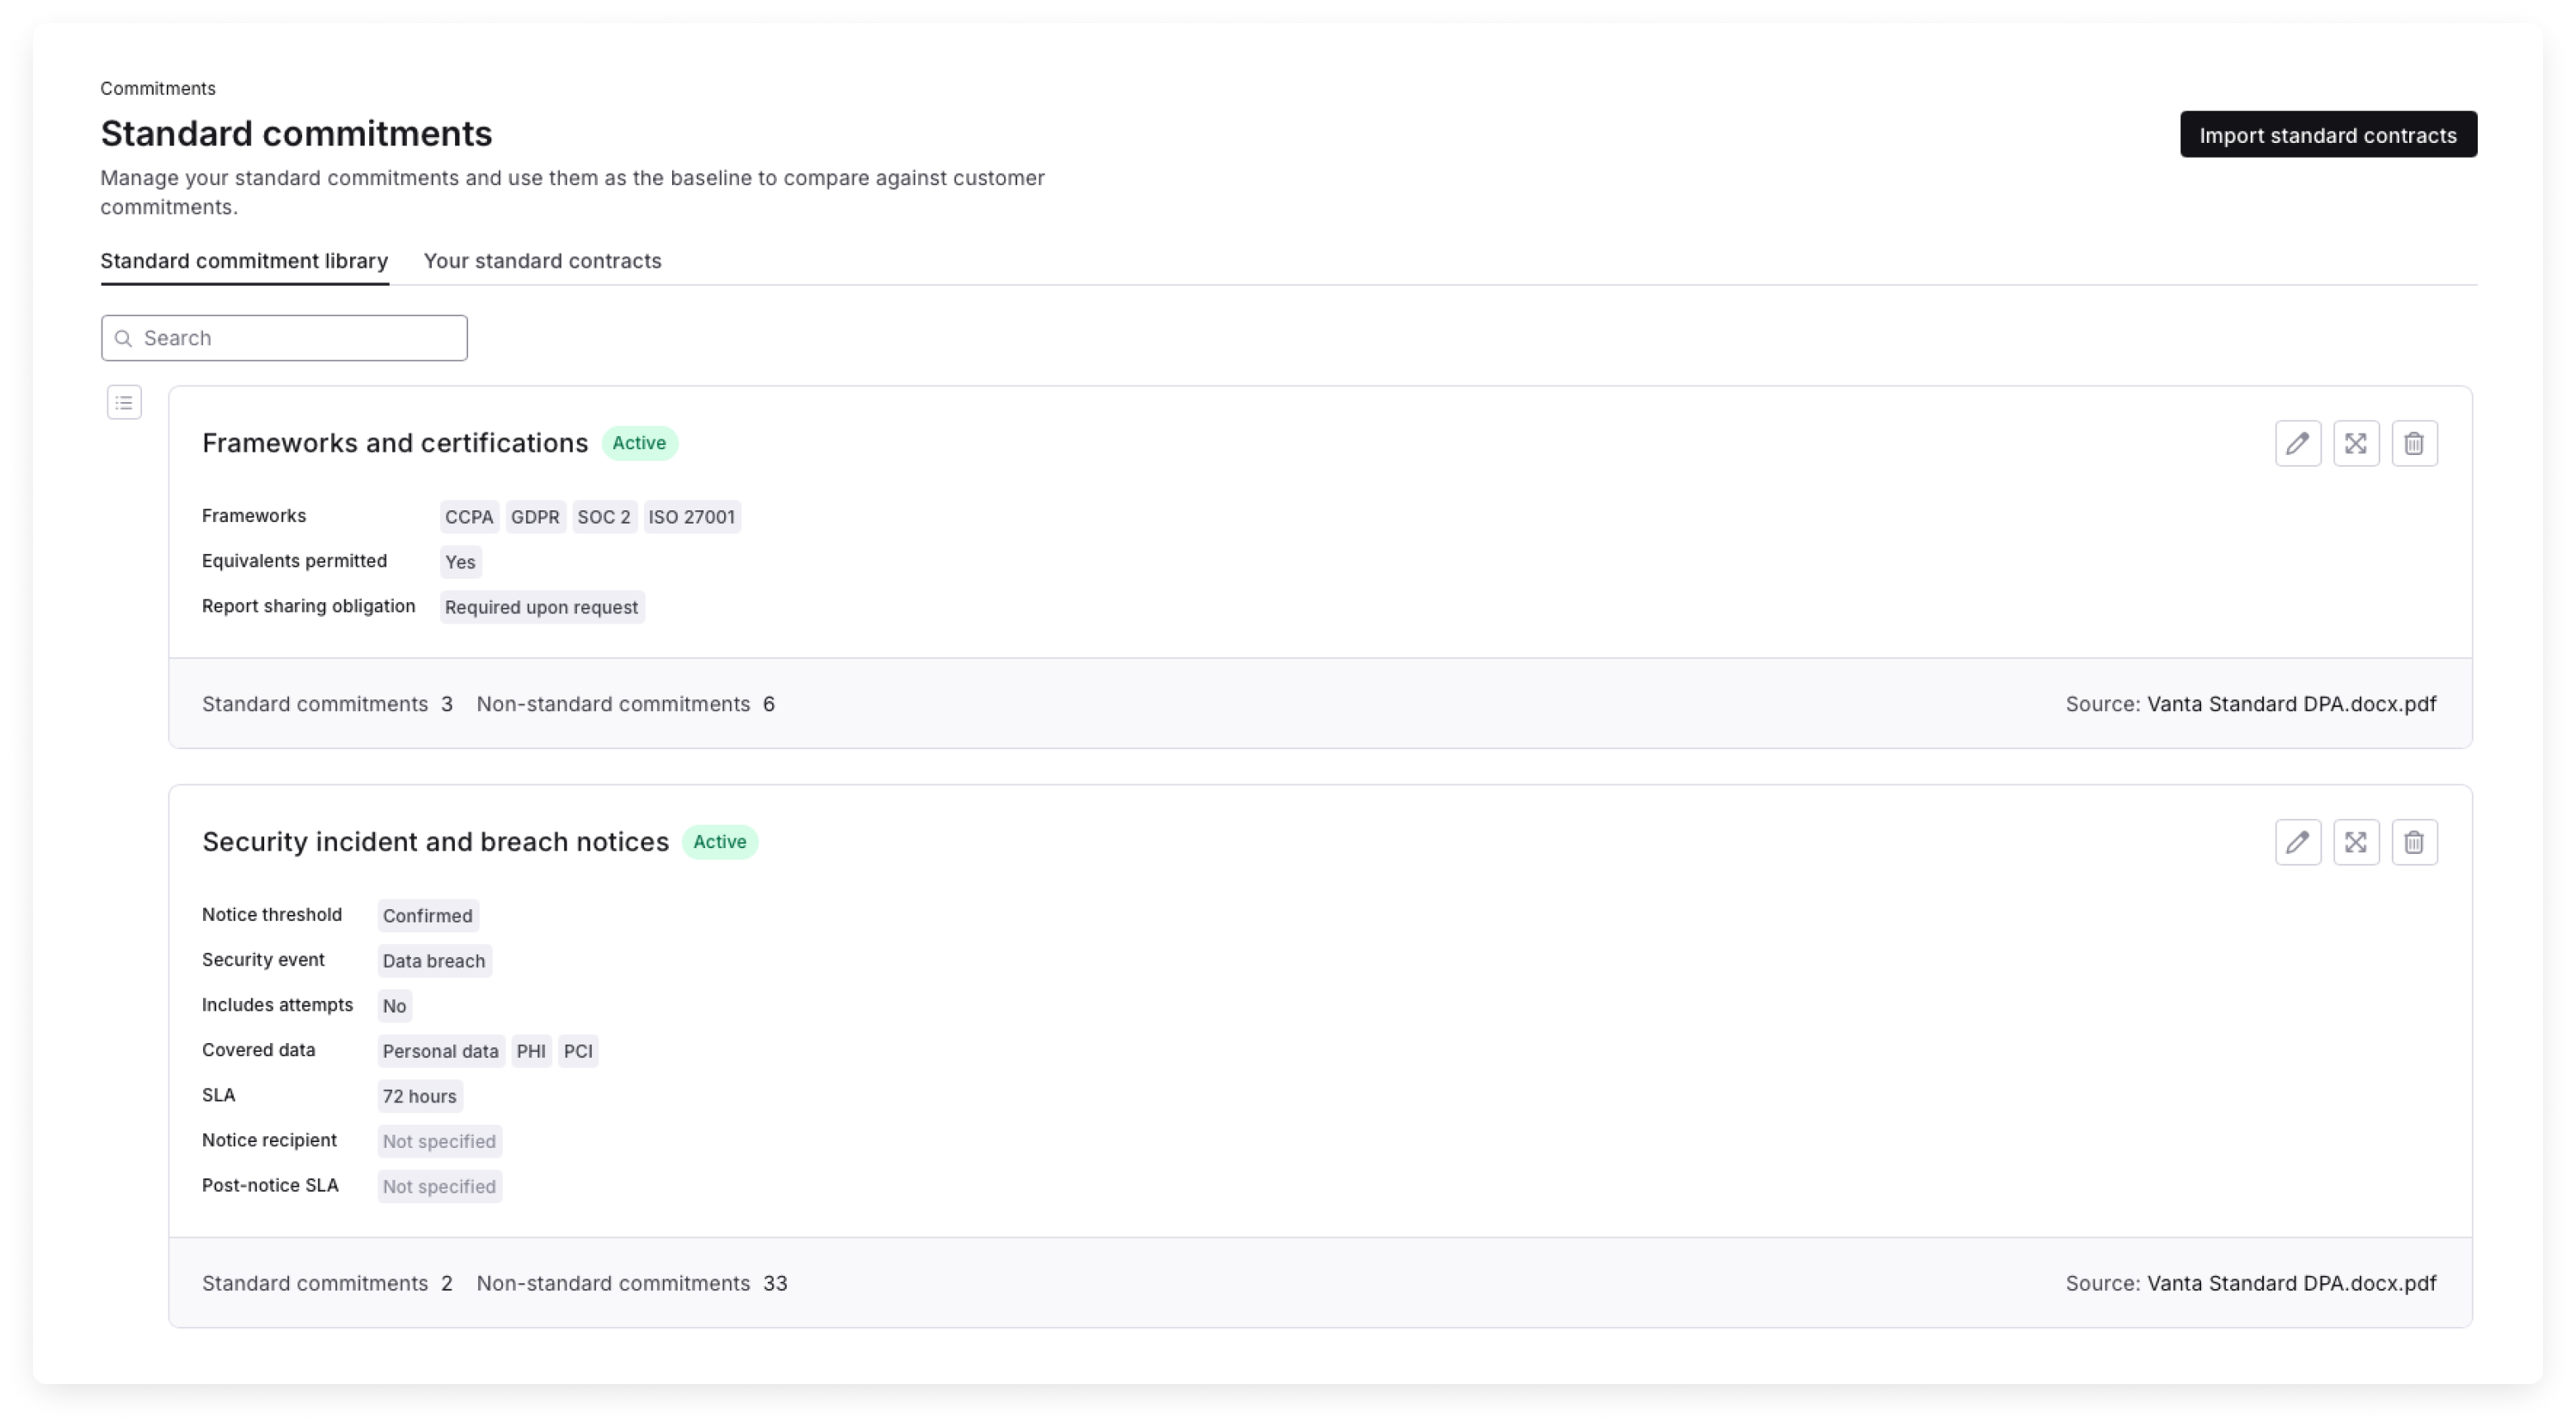 Commitments
Standard commitments
Import standard contracts
Manage your standard commitments and use them as the baseline to compare against customer
commitments.
Standard commitment library Your standard contracts
Search
Frameworks and certifications Active
Frameworks CCPA GDPR SOC 2 ISO 27001
Equivalents permitted Yes
Report sharing obligation Required upon request
Standard commitments 3 Non-standard commitments 6 Source: Vanta Standard DPA.docx.pdf
Security incident and breach notices Active
Notice threshold Confirmed
Security event Data breach
Includes attempts No
Covered data Personal data PHI PCI
SLA 72 hours
Notice recipient Not specified
Post-notice SLA Not specified
Standard commitments 2 Non-standard commitments 33 Source: Vanta Standard DPA.docx.pdf